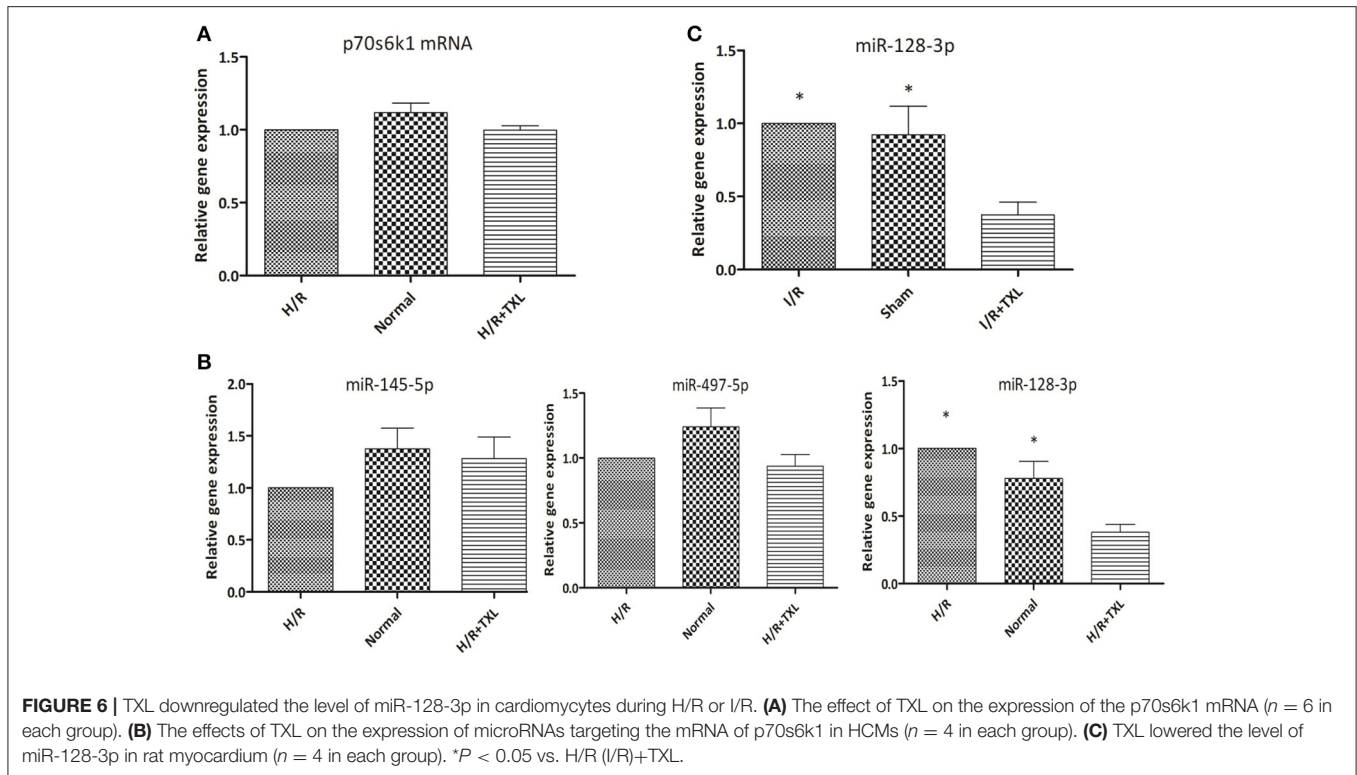 A
p70s6k1 mRNA
Relative gene expression
1.5
1.0
0.5
0.0
H/R
Normal
H/R+TXL
C
miR-128-3p
Relative gene expression
1.5
1.0
0.5
0.0
*
*
I/R
Sham
I/R+TXL
B
miR-145-5p
Relative gene expression
2.0
1.5
1.0
0.5
0.0
H/R
Normal
H/R+TXL
miR-497-5p
Relative gene expression
1.5
1.0
0.5
0.0
H/R
Normal
H/R+TXL
miR-128-3p
Relative gene expression
1.5
1.0
0.5
0.0
*
*
H/R
Normal
H/R+TXL
FIGURE 6 | TXL downregulated the level of miR-128-3p in cardiomycytes during H/R or I/R. (A) The effect of TXL on the expression of the p70s6k1 mRNA (n = 6 in
each group). (B) The effects of TXL on the expression of microRNAs targeting the mRNA of p70s6k1 in HCMs (n = 4 in each group). (C) TXL lowered the level of
miR-128-3p in rat myocardium (n = 4 in each group). *P < 0.05 vs. H/R (I/R)+TXL.